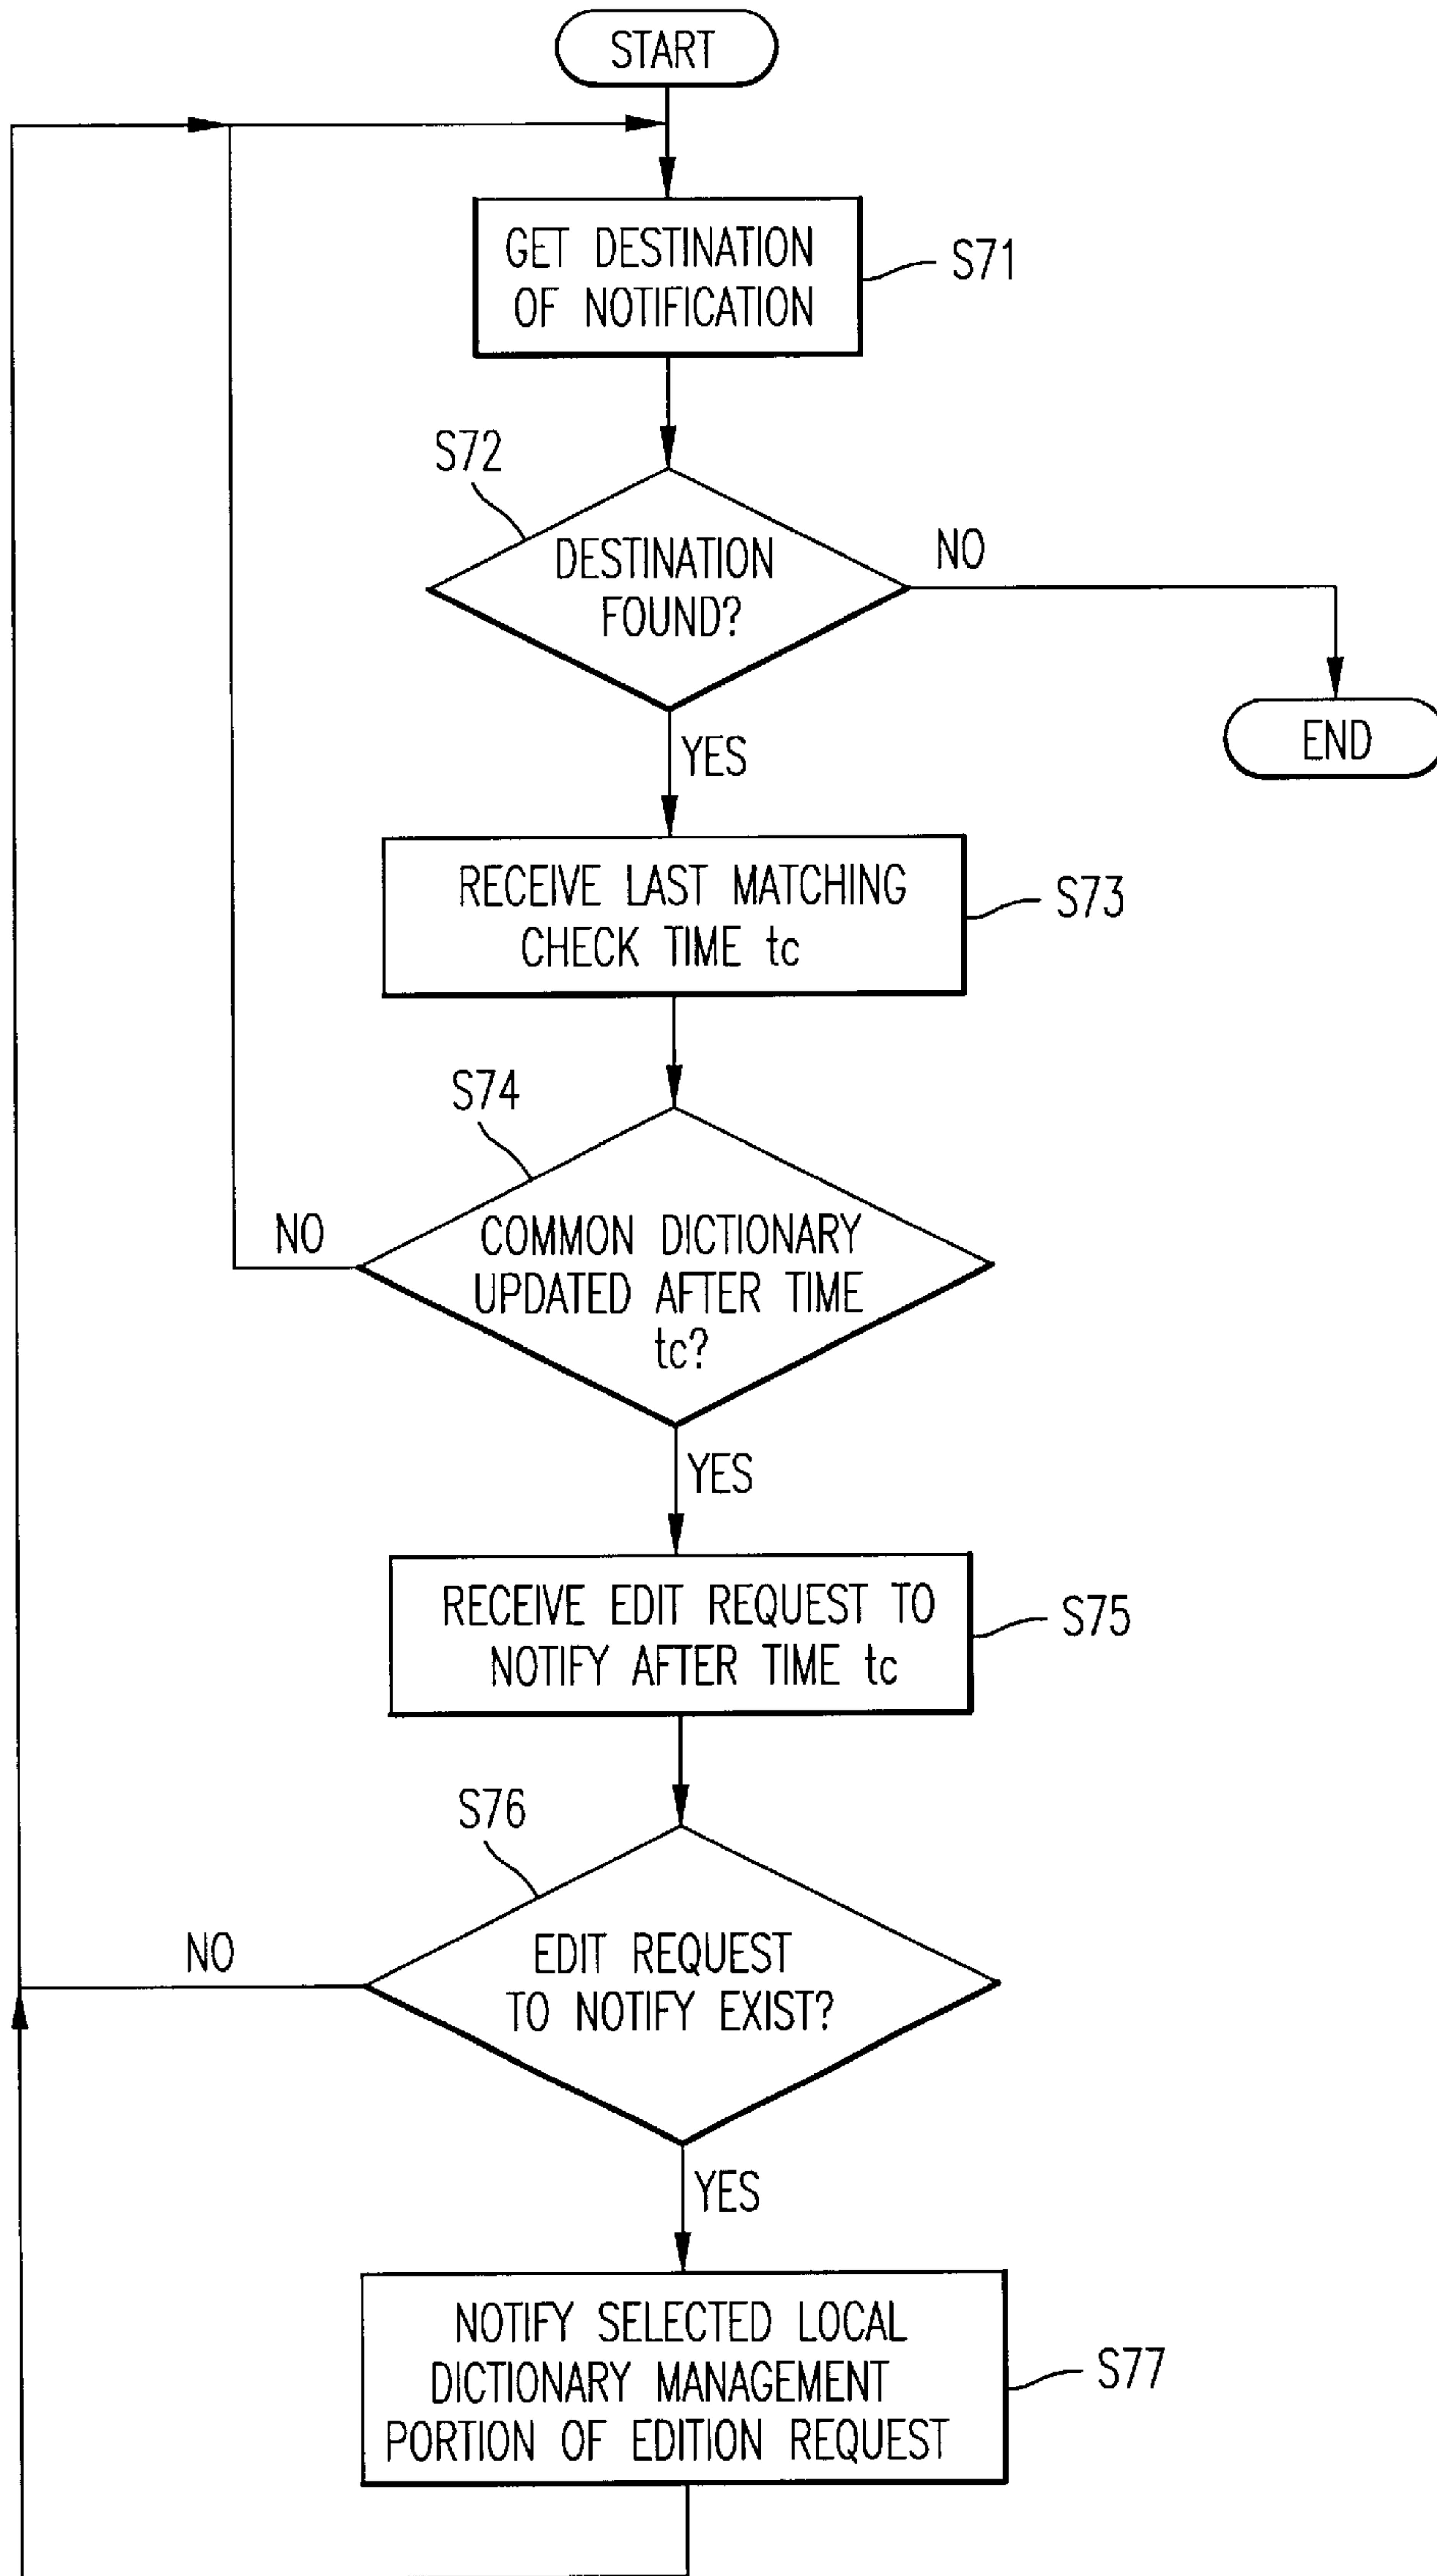 START
GET DESTINATION
OF NOTIFICATION
S71
S72
DESTINATION
FOUND?
NO
END
YES
RECEIVE LAST MATCHING
CHECK TIME tc
S73
S74
COMMON DICTIONARY
UPDATED AFTER TIME
tc?
NO
YES
RECEIVE EDIT REQUEST TO
NOTIFY AFTER TIME tc
S75
S76
EDIT REQUEST
TO NOTIFY EXIST?
NO
YES
NOTIFY SELECTED LOCAL
DICTIONARY MANAGEMENT
PORTION OF EDITION REQUEST
S77